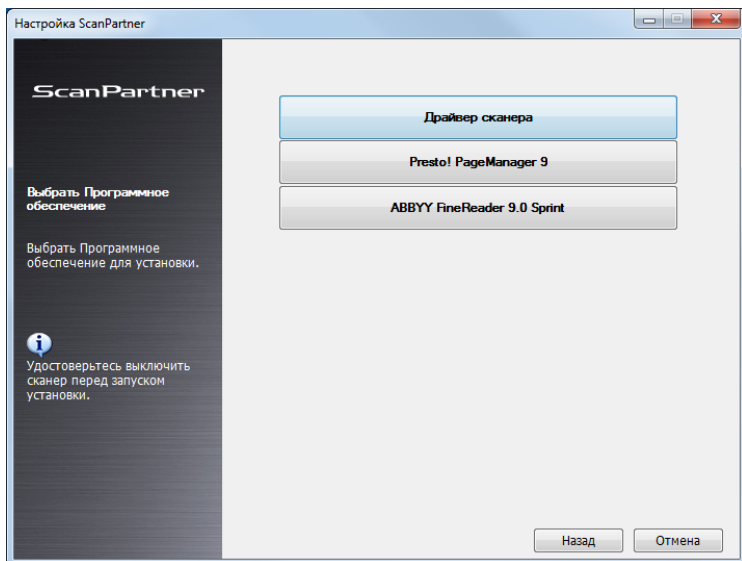 Настройка ScanPartner
ScanPartner
Драйвер сканера
Presto! PageManager 9
ABBYY FineReader 9.0 Sprint
Выбрать Программное
обеспечение
Выбрать Программное
обеспечение для установки.
Удостоверьтесь выключить
сканер перед запуском
установки.
Назад
Отмена